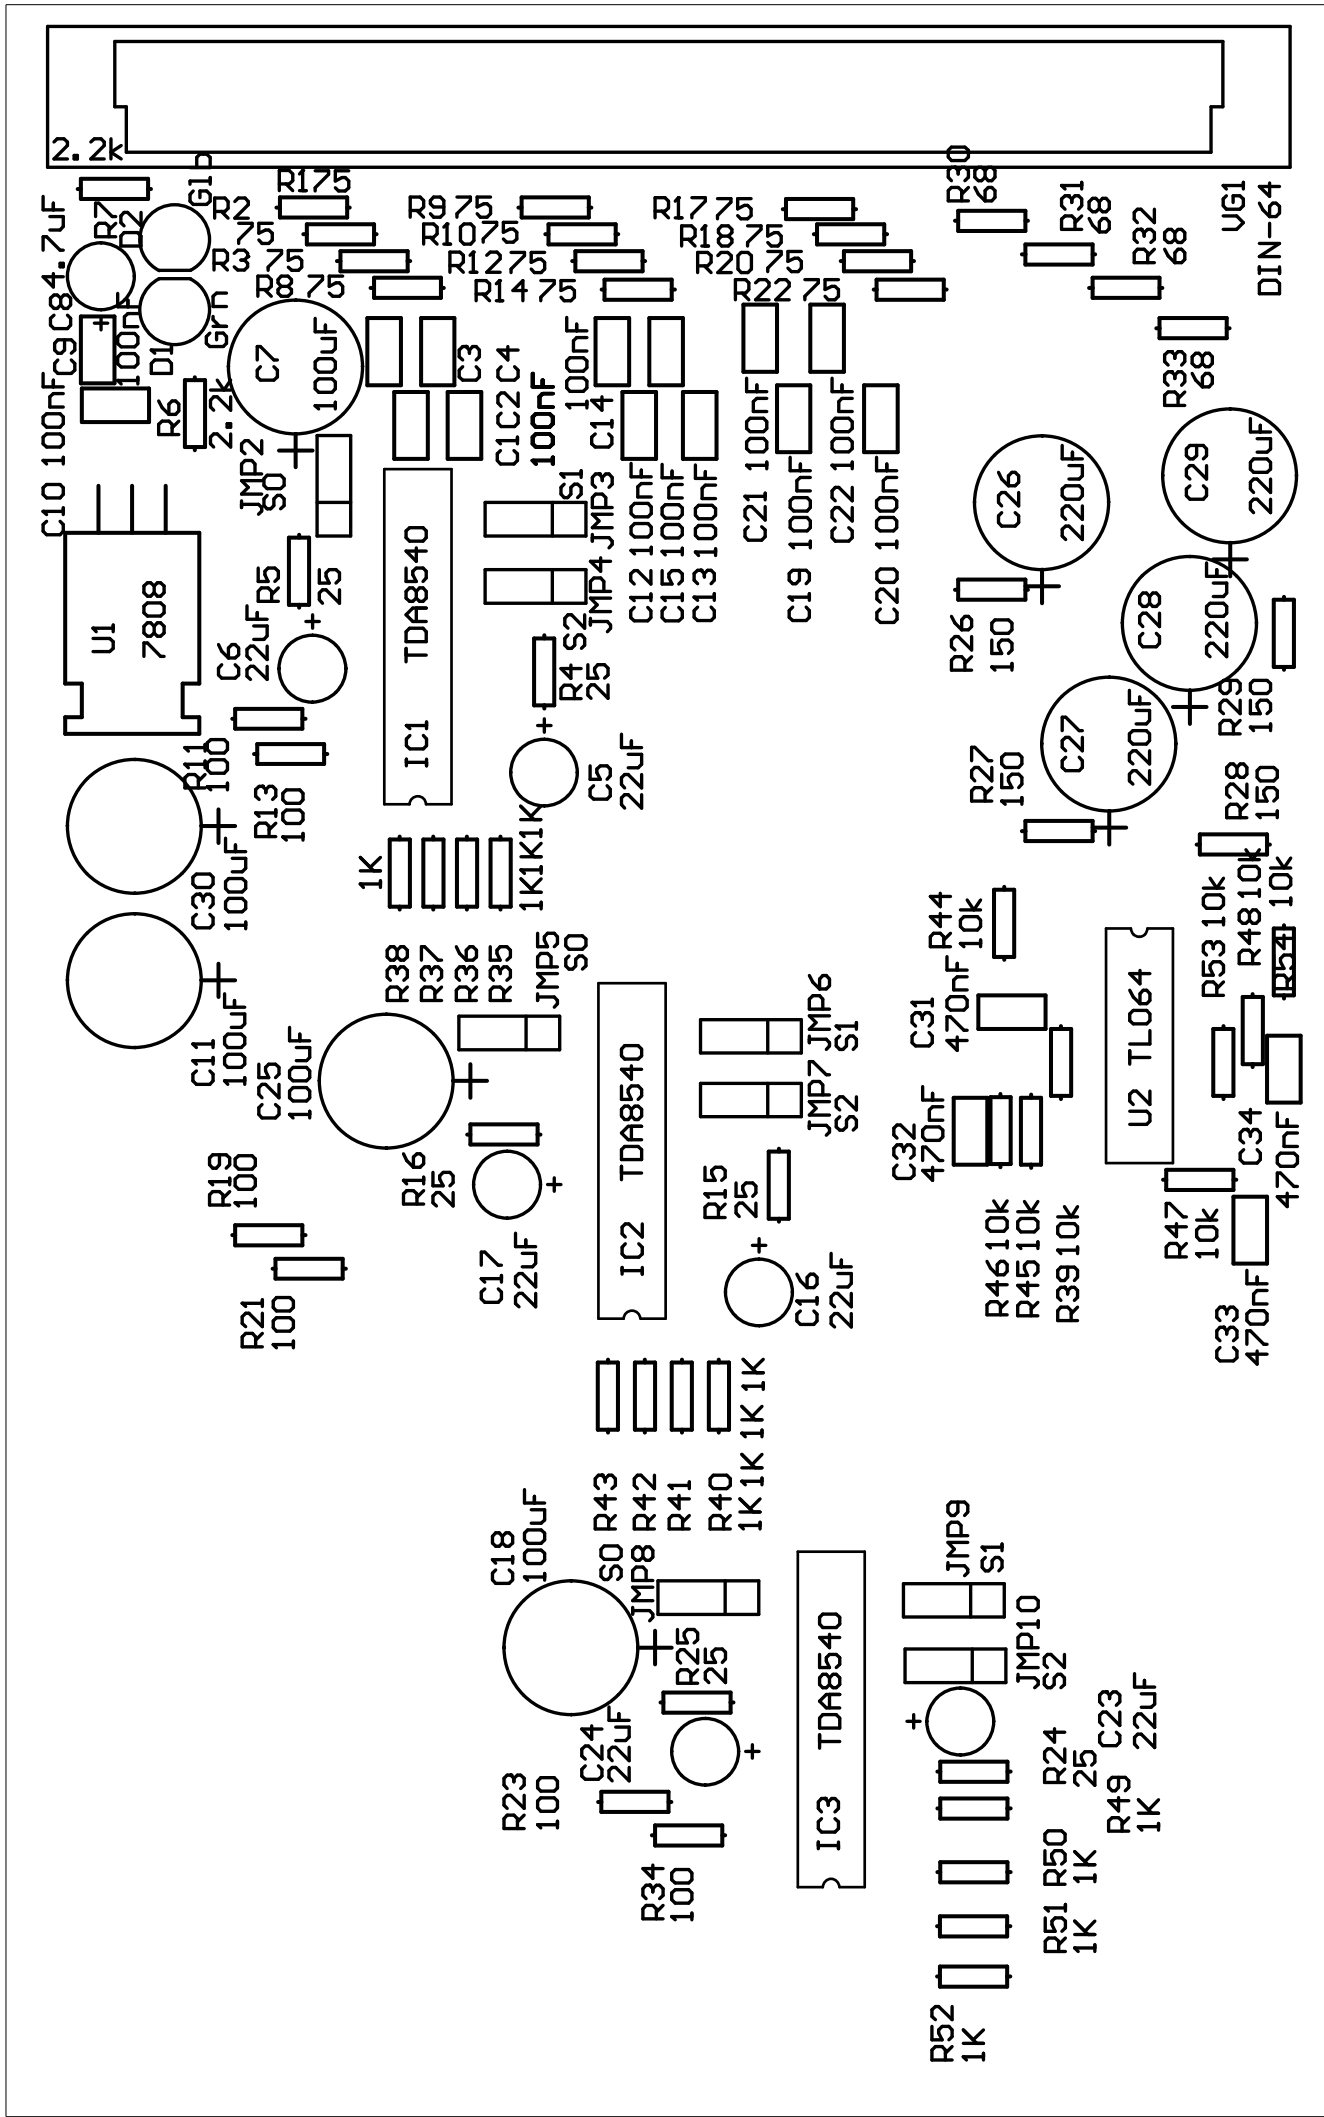 2.2k
R7
D2
Glb
C8 4.7uF
C9
100nF
D1
Grn
C10 100nF
R6
2.2k
R1 75
R2
75
R3 75
R8 75
R9 75
R10 75
R12 75
R14 75
R17 75
R18 75
R20 75
R22 75
R30
68
R31
68
R32
68
R33
68
VG1
DIN-64
C7
100uF
C3
C4
C1 C2
100nF
100nF
C14
C12 100nF
C15 100nF
C13 100nF
C21 100nF
C19 100nF
C22 100nF
C20 100nF
JMP2
S0
S1
JMP3
S2
JMP4
C26
220uF
C29
220uF
C28
220uF
C27
220uF
R26
150
R29
150
R27
150
R28
150
U1
7808
R5
25
C6
22uF
TDA8540
IC1
R4
25
C5
22uF
R11
100
R13
100
C30
100uF
C11
100uF
1K
1K1K1K
R38
R37
R36
R35
JMP5
S0
C25
100uF
R16
25
C17
22uF
R19
100
R21
100
IC2 TDA8540
JMP6
S1
JMP7
S2
R15
25
C16
22uF
R44
10k
C31
470nF
C32
470nF
R46 10k
R45 10k
R39 10k
U2 TL064
R53 10k
R48 10k
R54 10k
C34
470nF
R47
10k
C33
470nF
R43
R42
R41
R40
1K 1K 1K 1K
C18
100uF
S0
JMP8
R25
25
C24
22uF
R23
100
R34
100
IC3 TDA8540
JMP9
S1
JMP10
S2
C23
22uF
R24
25
R49
1K
R50
1K
R51
1K
R52
1K